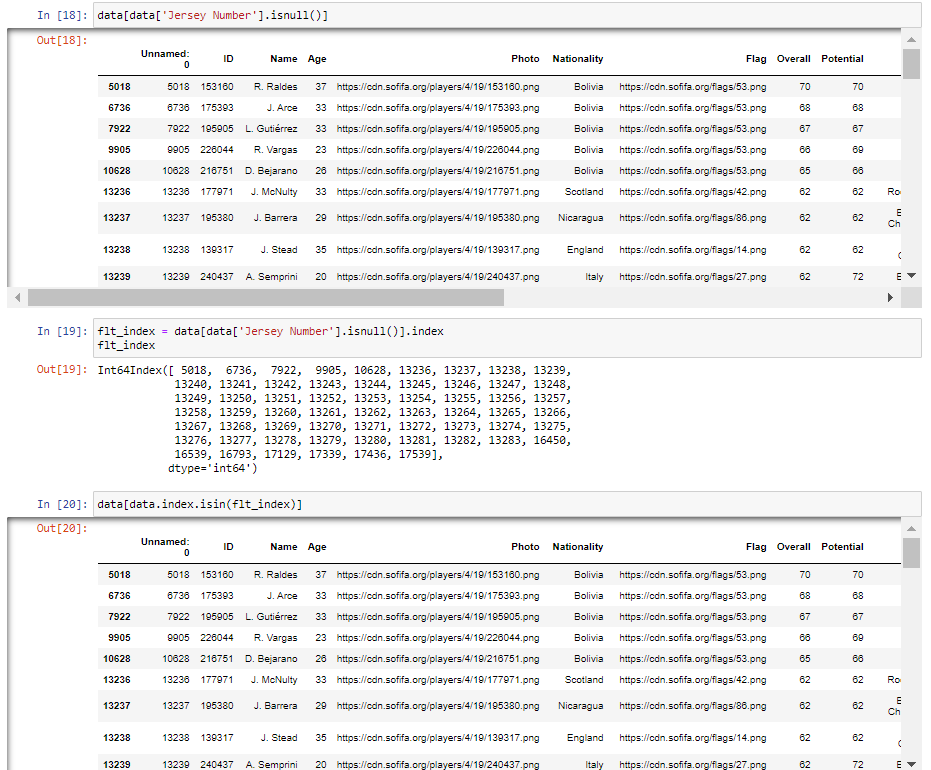 In [18]: data[data['Jersey Number'].isnull()]
Out[18]:
Unnamed: 0 ID Name Age Photo Nationality Flag Overall Potential
5018 5018 153160 R. Raldes 37 https://cdn.sofifa.org/players/4/19/153160.png Bolivia https://cdn.sofifa.org/flags/53.png 70 70
6736 6736 175393 J. Arce 33 https://cdn.sofifa.org/players/4/19/175393.png Bolivia https://cdn.sofifa.org/flags/53.png 68 68
7922 7922 195905 L. Gutiérrez 33 https://cdn.sofifa.org/players/4/19/195905.png Bolivia https://cdn.sofifa.org/flags/53.png 67 67
9905 9905 226044 R. Vargas 23 https://cdn.sofifa.org/players/4/19/226044.png Bolivia https://cdn.sofifa.org/flags/53.png 66 69
10628 10628 216751 D. Bejarano 26 https://cdn.sofifa.org/players/4/19/216751.png Bolivia https://cdn.sofifa.org/flags/53.png 65 66
13236 13236 177971 J. McNulty 33 https://cdn.sofifa.org/players/4/19/177971.png Scotland https://cdn.sofifa.org/flags/42.png 62 62
13237 13237 195380 J. Barrera 29 https://cdn.sofifa.org/players/4/19/195380.png Nicaragua https://cdn.sofifa.org/flags/86.png 62 62
13238 13238 139317 J. Stead 35 https://cdn.sofifa.org/players/4/19/139317.png England https://cdn.sofifa.org/flags/14.png 62 62
13239 13239 240437 A. Semprini 20 https://cdn.sofifa.org/players/4/19/240437.png Italy https://cdn.sofifa.org/flags/27.png 62 72
In [19]: flt_index = data[data['Jersey Number'].isnull()].index
flt_index
Out[19]: Int64Index([ 5018, 6736, 7922, 9905, 10628, 13236, 13237, 13238, 13239,
13240, 13241, 13242, 13243, 13244, 13245, 13246, 13247, 13248,
13249, 13250, 13251, 13252, 13253, 13254, 13255, 13256, 13257,
13258, 13259, 13260, 13261, 13262, 13263, 13264, 13265, 13266,
13267, 13268, 13269, 13270, 13271, 13272, 13273, 13274, 13275,
13276, 13277, 13278, 13279, 13280, 13281, 13282, 13283, 16450,
16539, 16793, 17129, 17339, 17436, 17539],
dtype='int64')
In [20]: data[data.index.isin(flt_index)]
Out[20]:
Unnamed: 0 ID Name Age Photo Nationality Flag Overall Potential
5018 5018 153160 R. Raldes 37 https://cdn.sofifa.org/players/4/19/153160.png Bolivia https://cdn.sofifa.org/flags/53.png 70 70
6736 6736 175393 J. Arce 33 https://cdn.sofifa.org/players/4/19/175393.png Bolivia https://cdn.sofifa.org/flags/53.png 68 68
7922 7922 195905 L. Gutiérrez 33 https://cdn.sofifa.org/players/4/19/195905.png Bolivia https://cdn.sofifa.org/flags/53.png 67 67
9905 9905 226044 R. Vargas 23 https://cdn.sofifa.org/players/4/19/226044.png Bolivia https://cdn.sofifa.org/flags/53.png 66 69
10628 10628 216751 D. Bejarano 26 https://cdn.sofifa.org/players/4/19/216751.png Bolivia https://cdn.sofifa.org/flags/53.png 65 66
13236 13236 177971 J. McNulty 33 https://cdn.sofifa.org/players/4/19/177971.png Scotland https://cdn.sofifa.org/flags/42.png 62 62
13237 13237 195380 J. Barrera 29 https://cdn.sofifa.org/players/4/19/195380.png Nicaragua https://cdn.sofifa.org/flags/86.png 62 62
13238 13238 139317 J. Stead 35 https://cdn.sofifa.org/players/4/19/139317.png England https://cdn.sofifa.org/flags/14.png 62 62
13239 13239 240437 A. Semprini 20 https://cdn.sofifa.org/players/4/19/240437.png Italy https://cdn.sofifa.org/flags/27.png 62 72